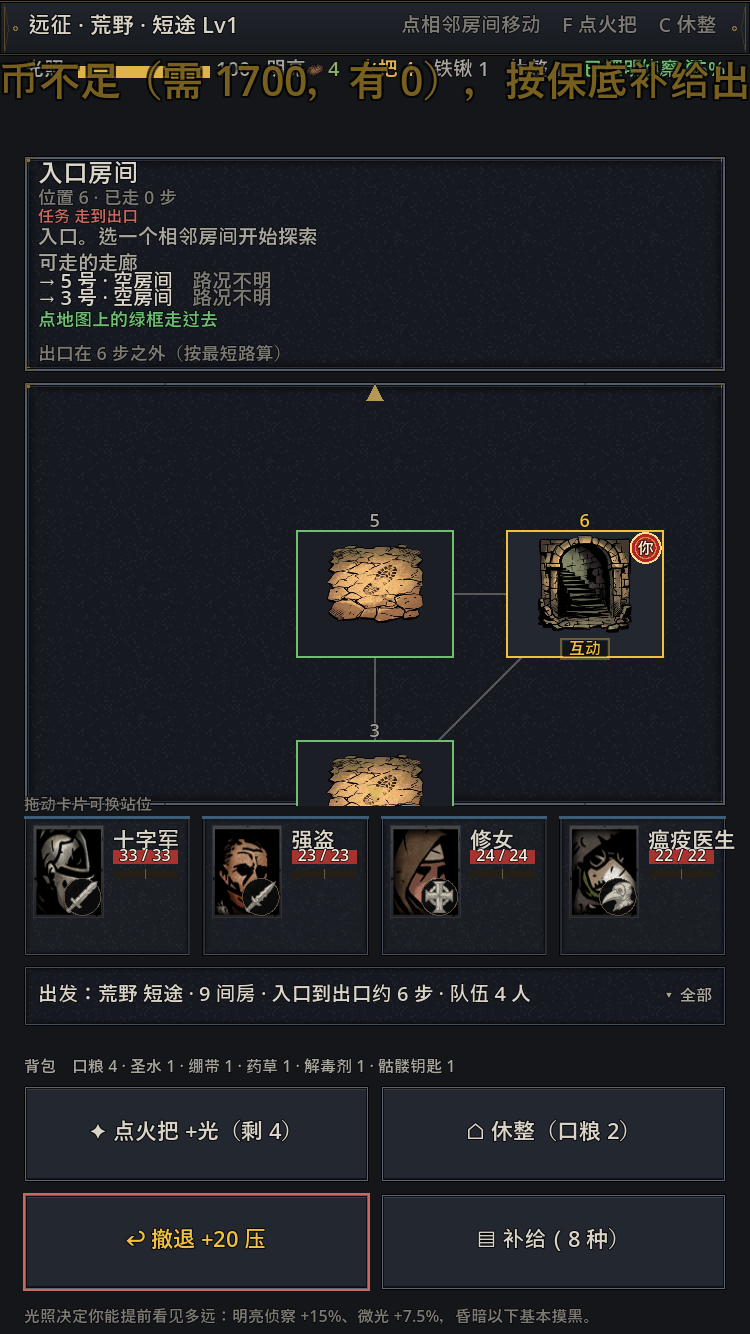 远征 · 荒野 · 短途 Lv1
点相邻房间移动 F 点火把 C 休整
光照 100 明亮 4 火把 4 铁锹 1
币不足（需 1700，有 0），按保底补给出
入口房间
位置 6 · 已走 0 步
任务 走到出口
入口。选一个相邻房间开始探索
可走的走廊
→ 5 号 · 空房间 路况不明
→ 3 号 · 空房间 路况不明
点地图上的绿框走过去
出口在 6 步之外（按最短路算）
5
6
你
互动
3
拖动卡片可换站位
十字军
33 / 33
强盗
23 / 23
修女
24 / 24
瘟疫医生
22 / 22
出发：荒野 短途 · 9 间房 · 入口到出口约 6 步 · 队伍 4 人
▾ 全部
背包 口粮 4 · 圣水 1 · 绷带 1 · 药草 1 · 解毒剂 1 · 骷髅钥匙 1
✦ 点火把 +光（剩 4）
休整（口粮 2）
↩ 撤退 +20 压
▤ 补给 ( 8 种）
光照决定你能提前看见多远：明亮侦察 +15%、微光 +7.5%，昏暗以下基本摸黑。